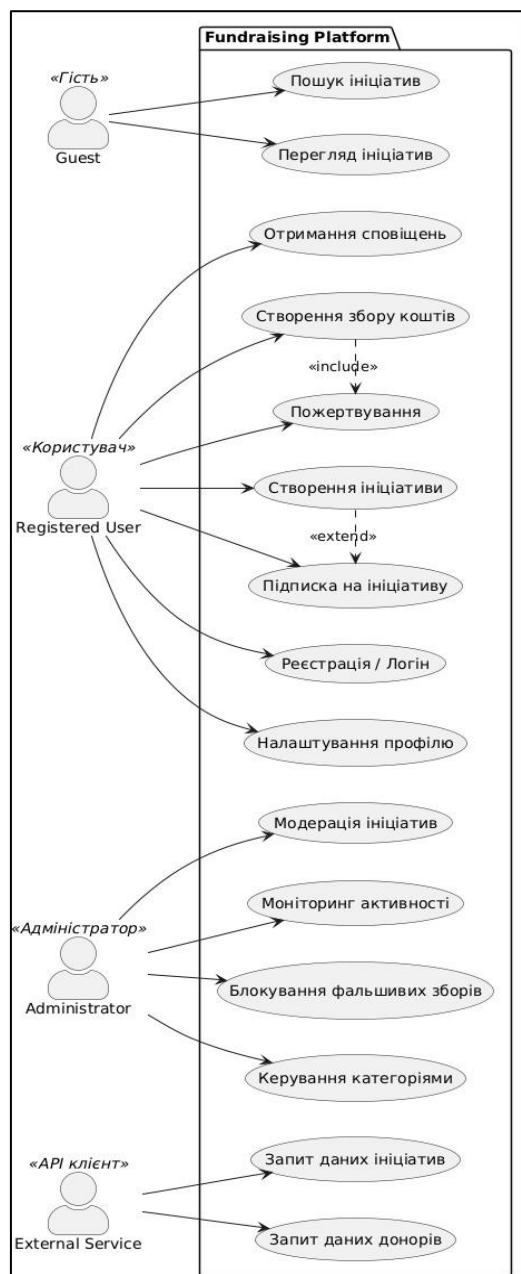 Fundraising Platform
«Гість»
Guest
Пошук ініціатив
Перегляд ініціатив
Отримання сповіщень
Створення збору коштів
«include»
Пожертвування
«Користувач»
Registered User
Створення ініціативи
«extend»
Підписка на ініціативу
Реєстрація / Логін
Налаштування профілю
Модерація ініціатив
Моніторинг активності
«Адміністратор»
Administrator
Блокування фальшивих зборів
Керування категоріями
«АРІ клієнт»
External Service
Запит даних ініціатив
Запит даних донорів